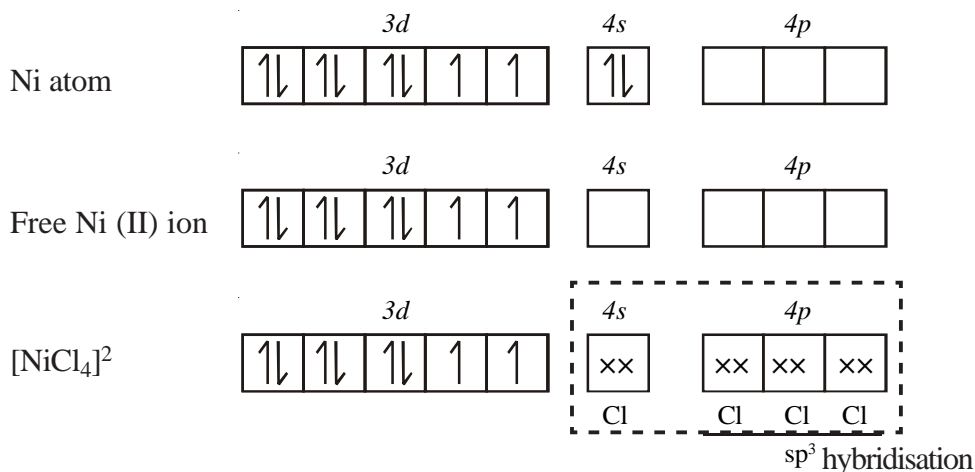 3d 4s 4p
Ni atom ↿⇂ ↿⇂ ↿⇂ ↿ ↿ ↿⇂
3d 4s 4p
Free Ni (II) ion ↿⇂ ↿⇂ ↿⇂ ↿ ↿
3d 4s 4p
[NiCl₄]² ↿⇂ ↿⇂ ↿⇂ ↿ ↿ ×× ×× ×× ××
Cl Cl Cl Cl
sp³ hybridisation